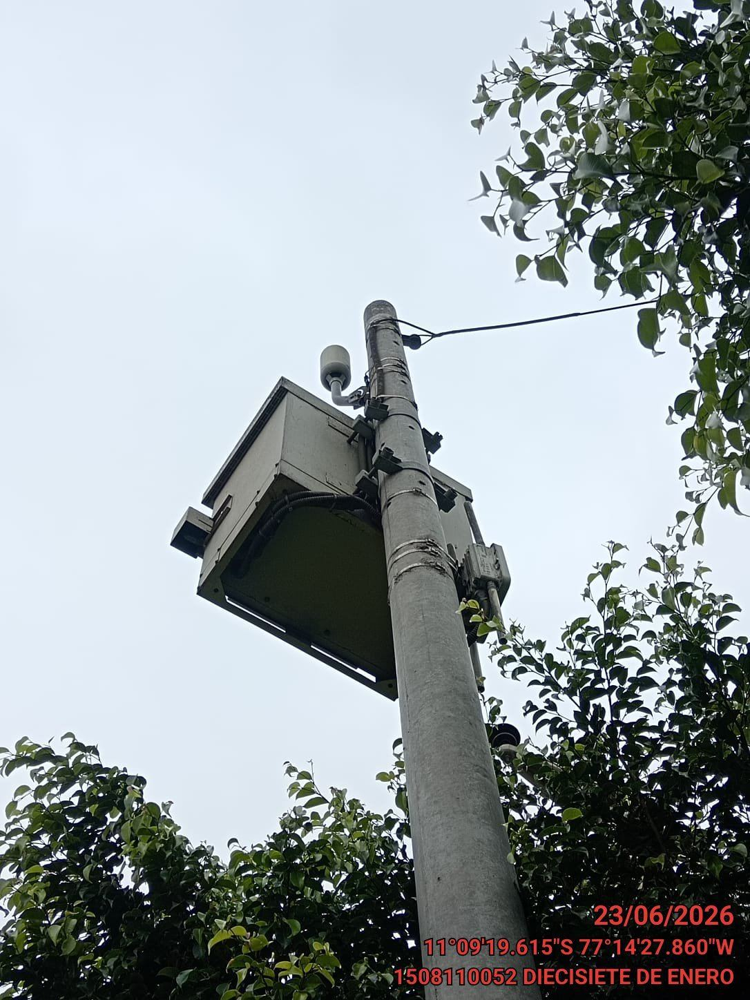 23/06/2026
11°09'19.615"S 77°14'27.860"W
1508110052 DIECISIETE DE ENERO